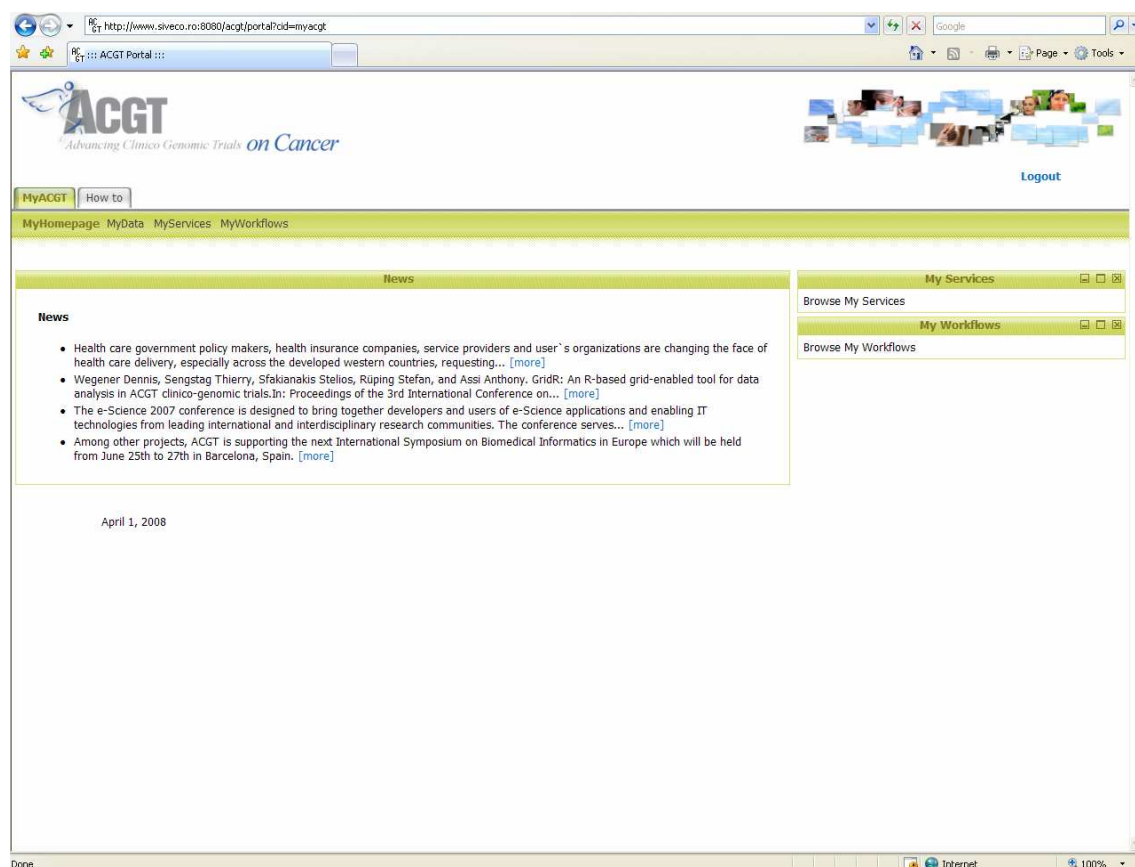 AC
GT http://www.siveco.ro:8080/acgt/portal?cid=myacgt
Google
AC
GT ::: ACGT Portal :::
Page
Tools
ACGT
Advancing Clinico Genomic Trials on Cancer
Logout
MyACGT How to
MyHomepage MyData MyServices MyWorkflows
News
My Services
Browse My Services
My Workflows
Browse My Workflows
News
Health care government policy makers, health insurance companies, service providers and user`s organizations are changing the face of
health care delivery, especially across the developed western countries, requesting... [more]
Wegener Dennis, Sengstag Thierry, Sfakianakis Stelios, Rüping Stefan, and Assi Anthony. GridR: An R-based grid-enabled tool for data
analysis in ACGT clinico-genomic trials.In: Proceedings of the 3rd International Conference on... [more]
The e-Science 2007 conference is designed to bring together developers and users of e-Science applications and enabling IT
technologies from leading international and interdisciplinary research communities. The conference serves... [more]
Among other projects, ACGT is supporting the next International Symposium on Biomedical Informatics in Europe which will be held
from June 25th to 27th in Barcelona, Spain. [more]
April 1, 2008
Done
Internet
100%